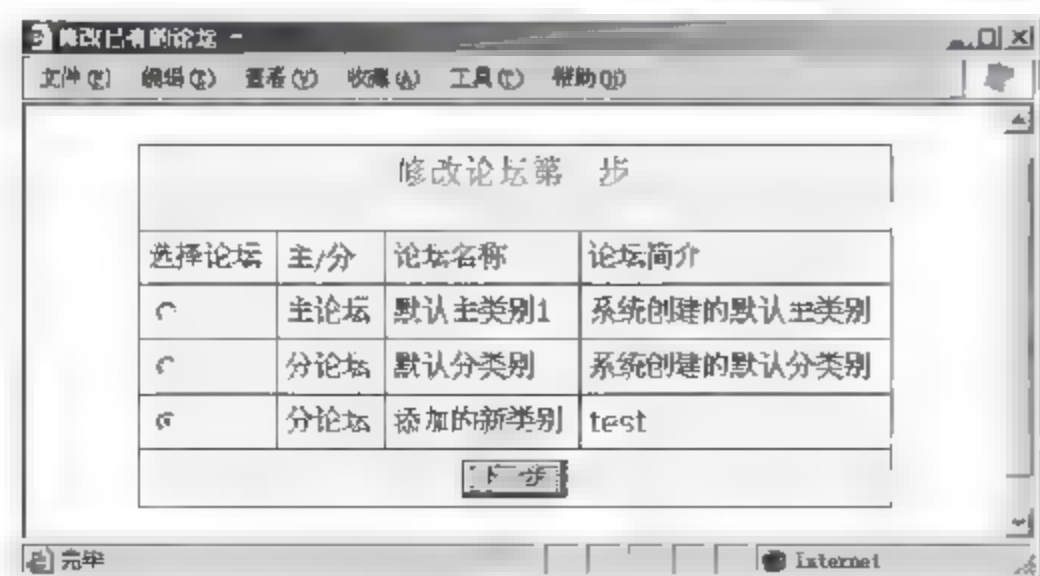 修改已有的论坛 -
文件(F) 编辑(E) 查看(V) 收藏(A) 工具(T) 帮助(H)
修改论坛第 步
选择论坛 主/分 论坛名称 论坛简介
主论坛 默认主类别1 系统创建的默认主类别
分论坛 默认分类别 系统创建的默认分类别
分论坛 添加的新类别 test
下 步
完毕 Internet